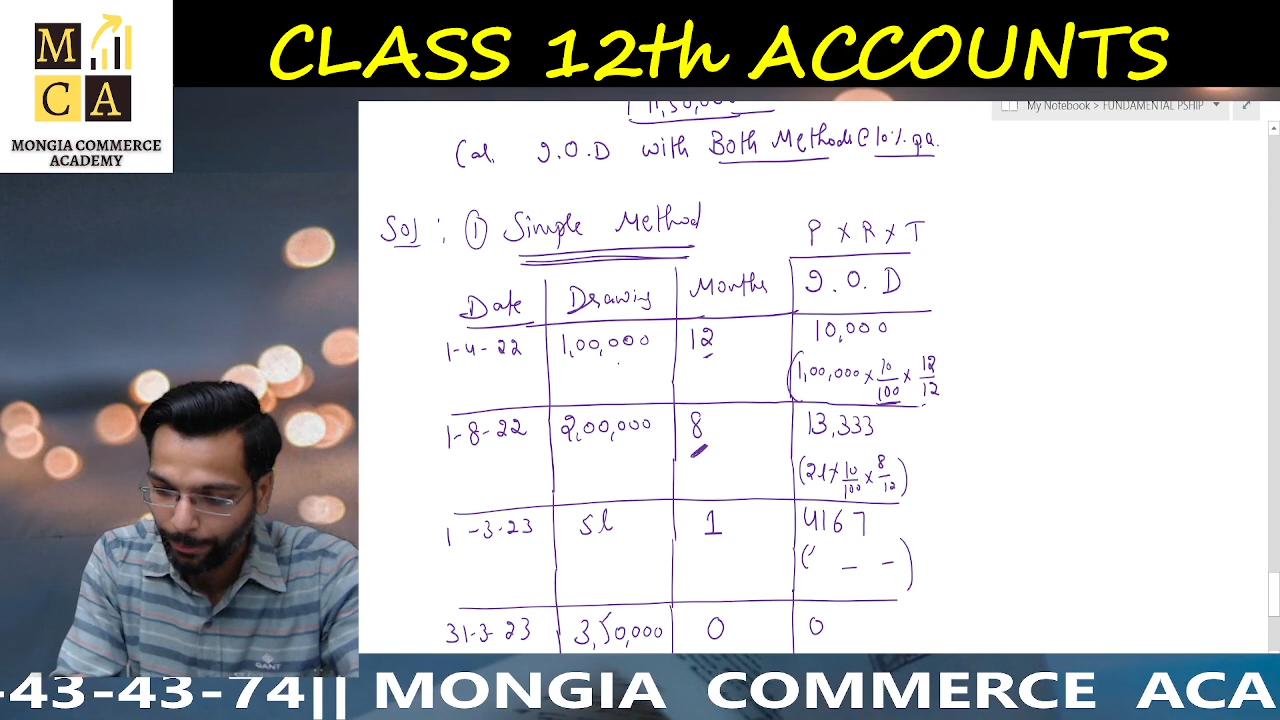 M
C A
MONGIA COMMERCE
ACADEMY
CLASS 12th ACCOUNTS
My Notebook > FUNDAMENTAL PSHIP
Cal I.O.D with Both Methods @ 10% p.a.
Sol : ① Simple Method
P × R × T
Date Drawing Months I.O.D
1-4-22 1,00,000 12 10,000
(1,00,000 × 10/100 × 12/12
1-8-22 2,00,000 8 13,333
(2l × 10/100 × 8/12)
1-3-23 5l 1 4167
( – – )
31-3-23 3,50,000 0 0
GANT
-43-43-74|| MONGIA COMMERCE ACA